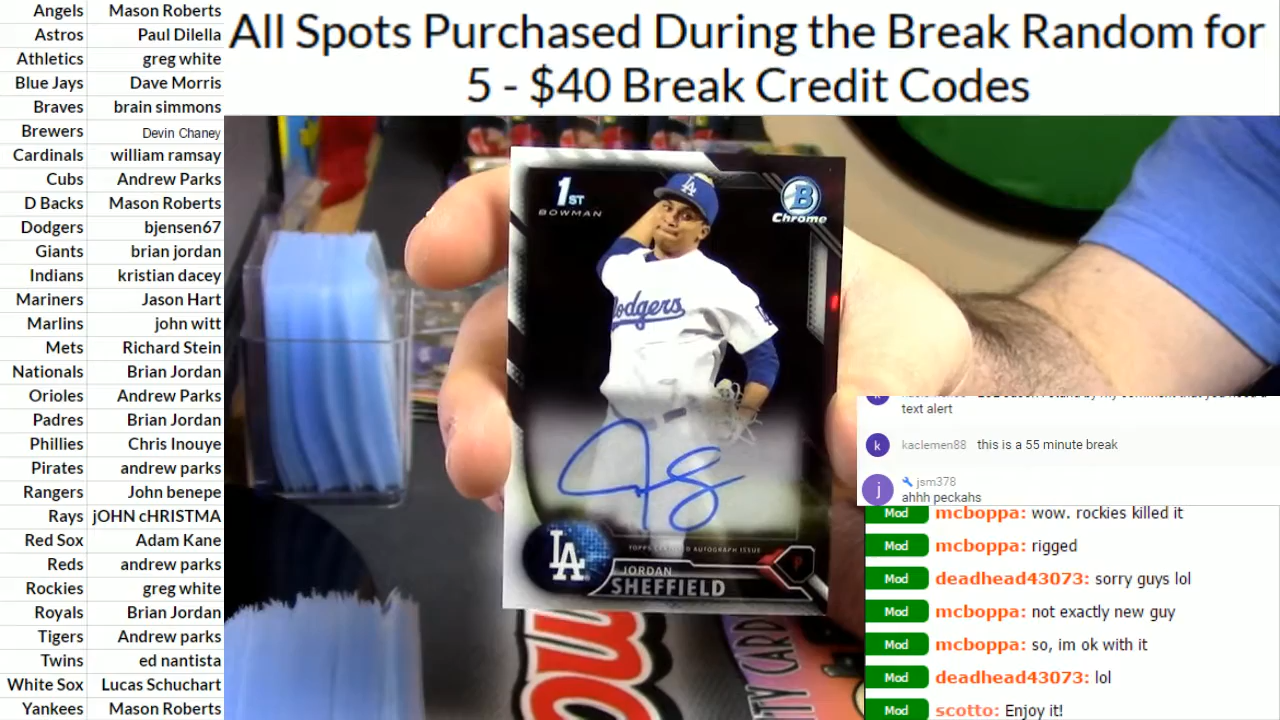 Angels Mason Roberts
Astros Paul Dilella
Athletics greg white
Blue Jays Dave Morris
Braves brain simmons
Brewers Devin Chaney
Cardinals william ramsay
Cubs Andrew Parks
D Backs Mason Roberts
Dodgers bjensen67
Giants brian jordan
Indians kristian dacey
Mariners Jason Hart
Marlins john witt
Mets Richard Stein
Nationals Brian Jordan
Orioles Andrew Parks
Padres Brian Jordan
Phillies Chris Inouye
Pirates andrew parks
Rangers John benepe
Rays jOHN cHRISTMA
Red Sox Adam Kane
Reds andrew parks
Rockies greg white
Royals Brian Jordan
Tigers Andrew parks
Twins ed nantista
White Sox Lucas Schuchart
Yankees Mason Roberts
All Spots Purchased During the Break Random for
5 - $40 Break Credit Codes
1ST
BOWMAN
B
Chrome
LA
Dodgers
LA
TOPPS CERTIFIED AUTOGRAPH ISSUE
LA
JORDAN
SHEFFIELD
P
text alert
k kaclemen88 this is a 55 minute break
j jsm378
ahhh peckahs
Mod mcboppa: wow. rockies killed it
Mod mcboppa: rigged
Mod deadhead43073: sorry guys lol
Mod mcboppa: not exactly new guy
Mod mcboppa: so, im ok with it
Mod deadhead43073: lol
Mod scotto: Enjoy it!